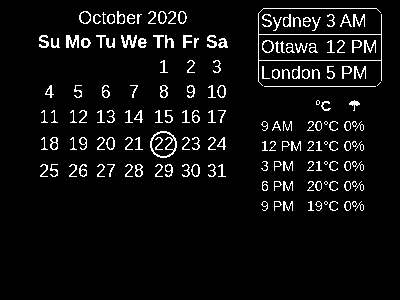 October 2020
Su Mo Tu We Th Fr Sa
1 2 3
4 5 6 7 8 9 10
11 12 13 14 15 16 17
18 19 20 21 22 23 24
25 26 27 28 29 30 31
Sydney 3 AM
Ottawa 12 PM
London 5 PM
°C ☂
9 AM 20°C 0%
12 PM 21°C 0%
3 PM 21°C 0%
6 PM 20°C 0%
9 PM 19°C 0%